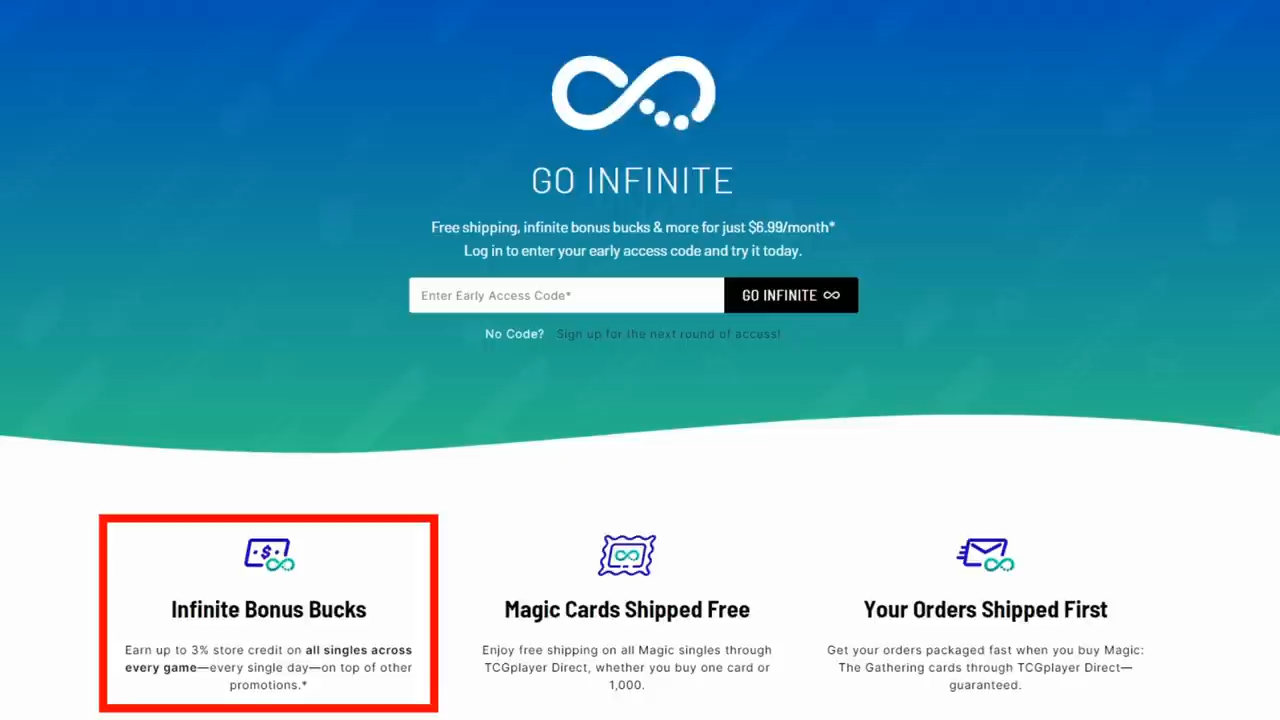 GO INFINITE
Free shipping, infinite bonus bucks & more for just $6.99/month*
Log in to enter your early access code and try it today.
Enter Early Access Code*
GO INFINITE
No Code? Sign up for the next round of access!
$
Infinite Bonus Bucks
Earn up to 3% store credit on all singles across
every game—every single day—on top of other
promotions.*
Magic Cards Shipped Free
Enjoy free shipping on all Magic singles through
TCGplayer Direct, whether you buy one card or
1,000.
Your Orders Shipped First
Get your orders packaged fast when you buy Magic:
The Gathering cards through TCGplayer Direct—
guaranteed.